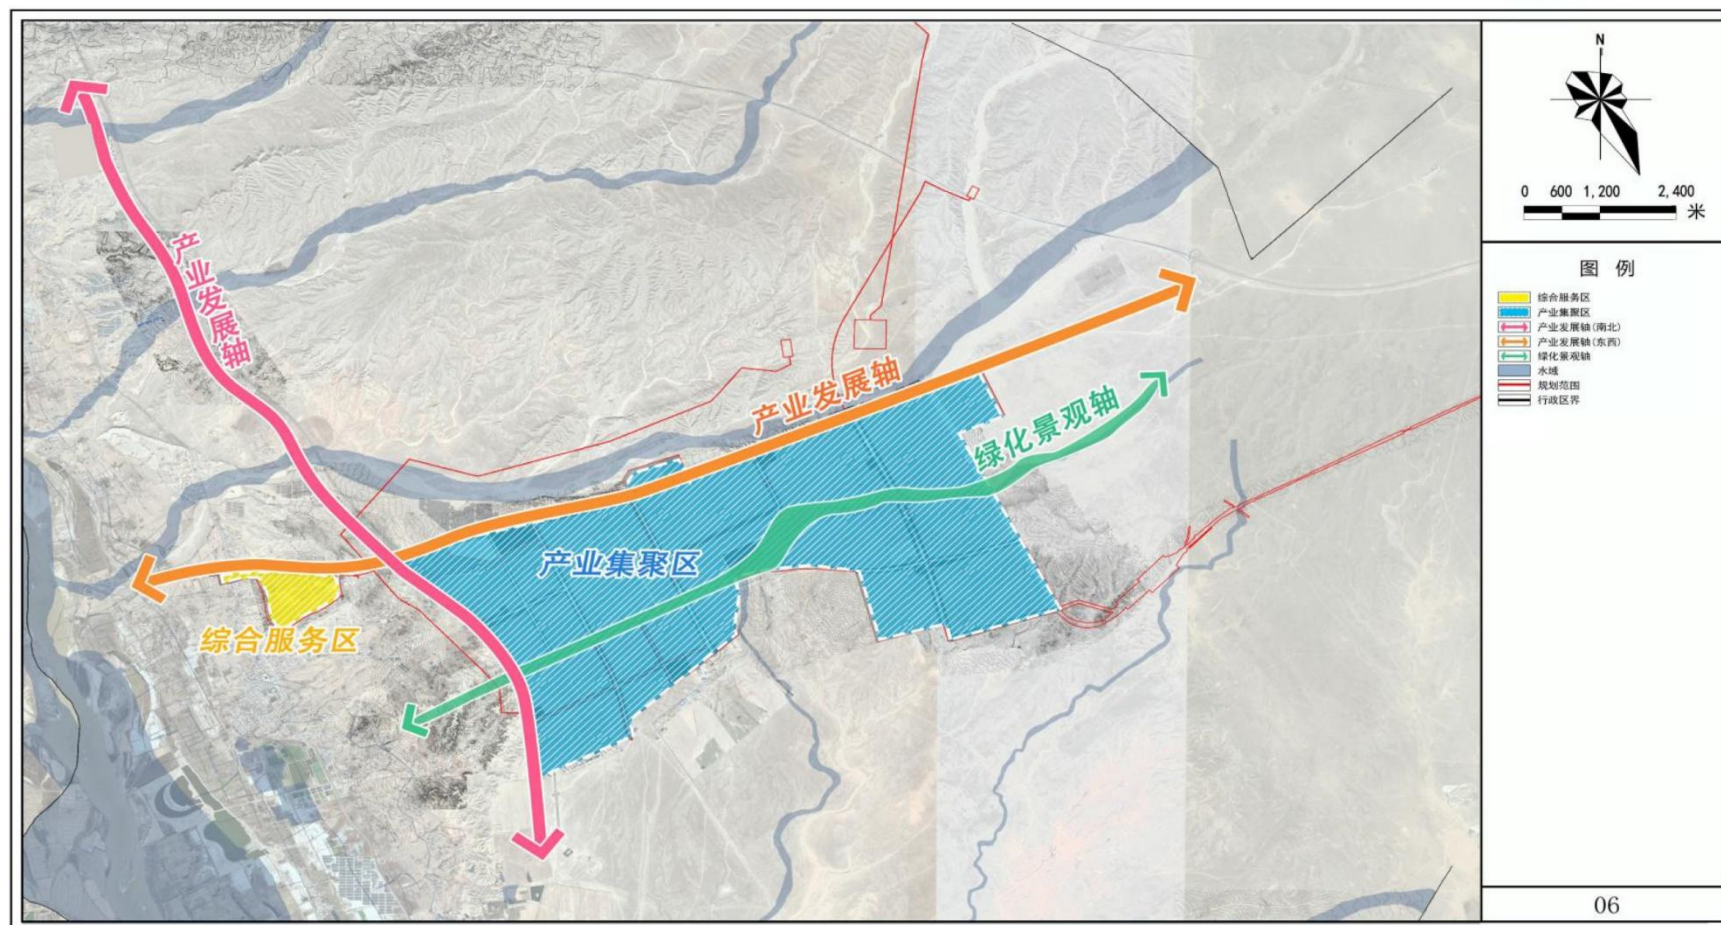 产业发展轴
产业发展轴
绿化景观轴
产业集聚区
综合服务区
N
0 600 1,200 2,400
米
图 例
综合服务区
产业集聚区
产业发展轴(南北)
产业发展轴(东西)
绿化景观轴
水域
规划范围
行政区界
06